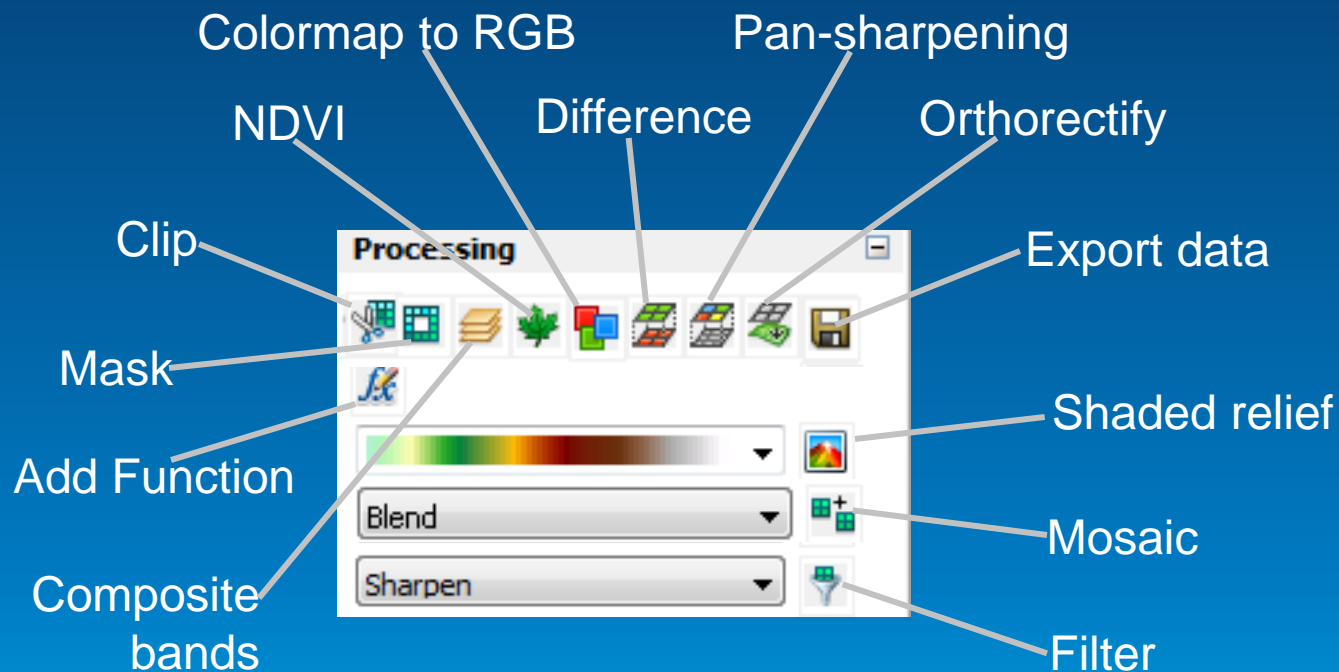 Colormap to RGB
Pan-sharpening
NDVI
Difference
Orthorectify
Clip
Processing
Export data
Mask
fx
Shaded relief
Add Function
Blend
Mosaic
Sharpen
Composite
bands
Filter